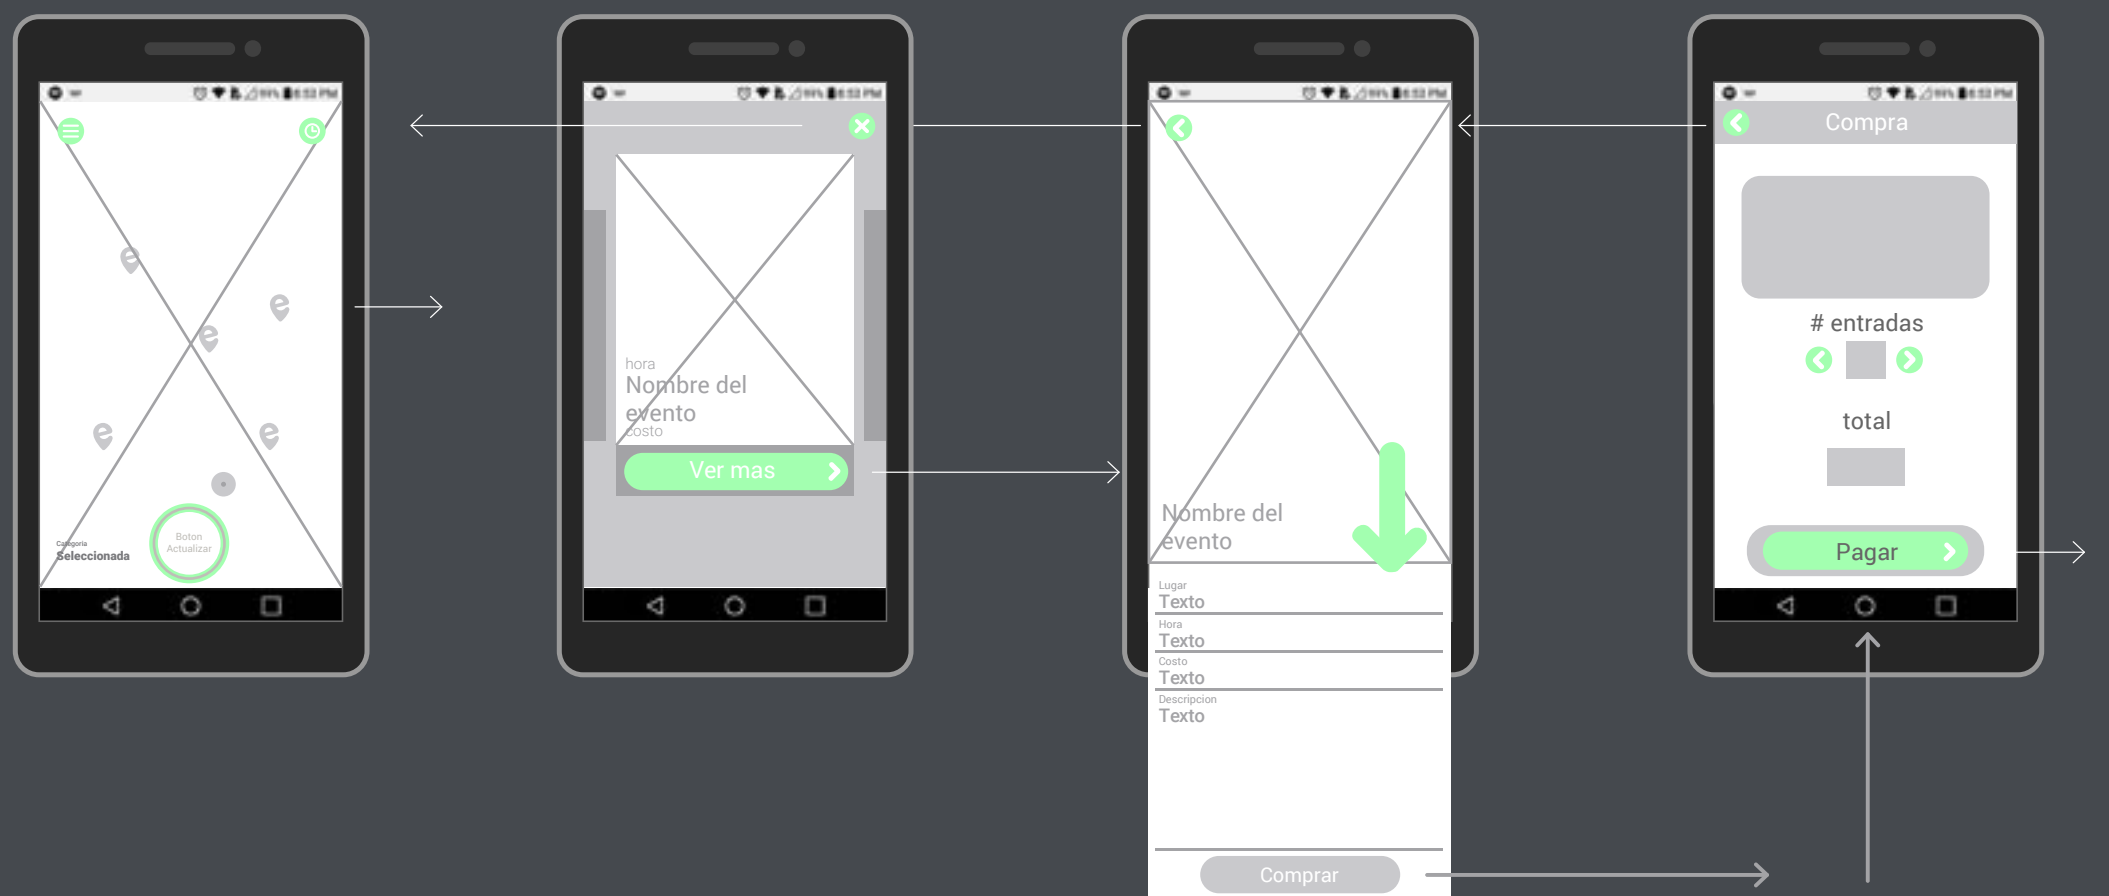 Categoria
Seleccionada
Boton
Actualizar
hora
Nombre del
evento
costo
Ver mas
Nombre del
evento
Lugar
Texto
Hora
Texto
Costo
Texto
Descripcion
Texto
Comprar
Compra
# entradas
total
Pagar